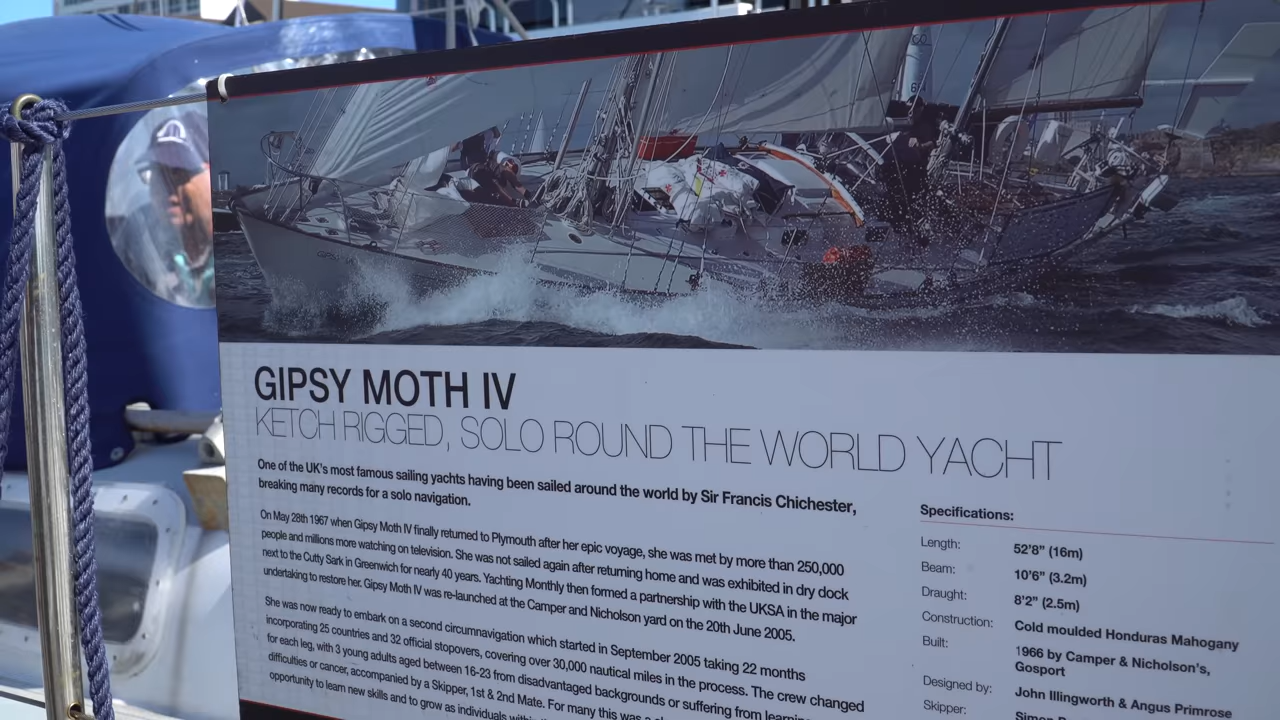 GIPSY MOTH IV
KETCH RIGGED, SOLO ROUND THE WORLD YACHT
One of the UK's most famous sailing yachts having been sailed around the world by Sir Francis Chichester,
breaking many records for a solo navigation.
On May 28th 1967 when Gipsy Moth IV finally returned to Plymouth after her epic voyage, she was met by more than 250,000
people and millions more watching on television. She was not sailed again after returning home and was exhibited in dry dock
next to the Cutty Sark in Greenwich for nearly 40 years. Yachting Monthly then formed a partnership with the UKSA in the major
undertaking to restore her. Gipsy Moth IV was re-launched at the Camper and Nicholson yard on the 20th June 2005.
She was now ready to embark on a second circumnavigation which started in September 2005 taking 22 months
incorporating 25 countries and 32 official stopovers, covering over 30,000 nautical miles in the process. The crew changed
for each leg, with 3 young adults aged between 16-23 from disadvantaged backgrounds or suffering from learning
difficulties or cancer, accompanied by a Skipper, 1st & 2nd Mate. For many this was a
opportunity to learn new skills and to grow as individuals
Specifications:
Length: 52'8" (16m)
Beam: 10'6" (3.2m)
Draught: 8'2" (2.5m)
Construction: Cold moulded Honduras Mahogany
Built: 1966 by Camper & Nicholson's,
Gosport
Designed by: John Illingworth & Angus Primrose
Skipper: Simon